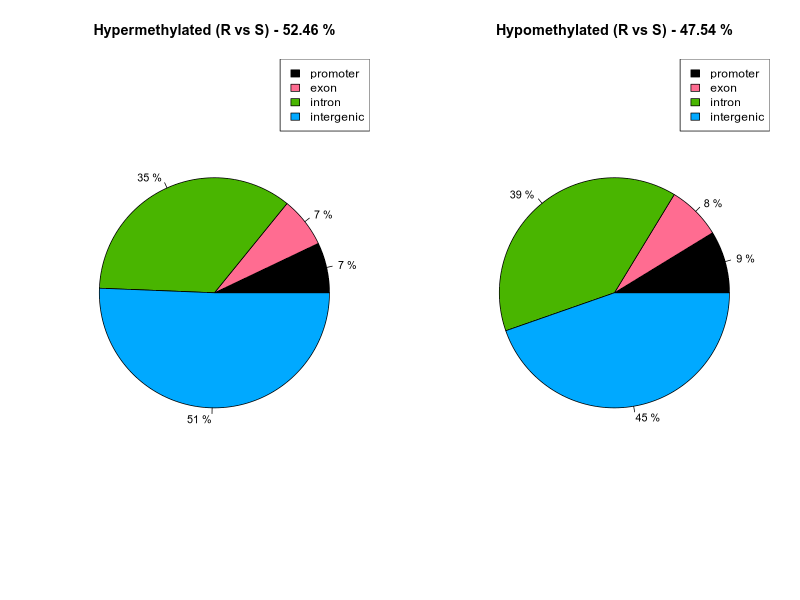 Hypermethylated (R vs S) - 52.46 %
promoter
exon
intron
intergenic
35 %
7 %
7 %
51 %
Hypomethylated (R vs S) - 47.54 %
promoter
exon
intron
intergenic
39 %
8 %
9 %
45 %